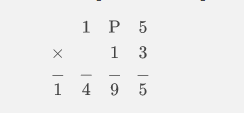 1 P 5
× 1 3
— — — —
1 4 9 5